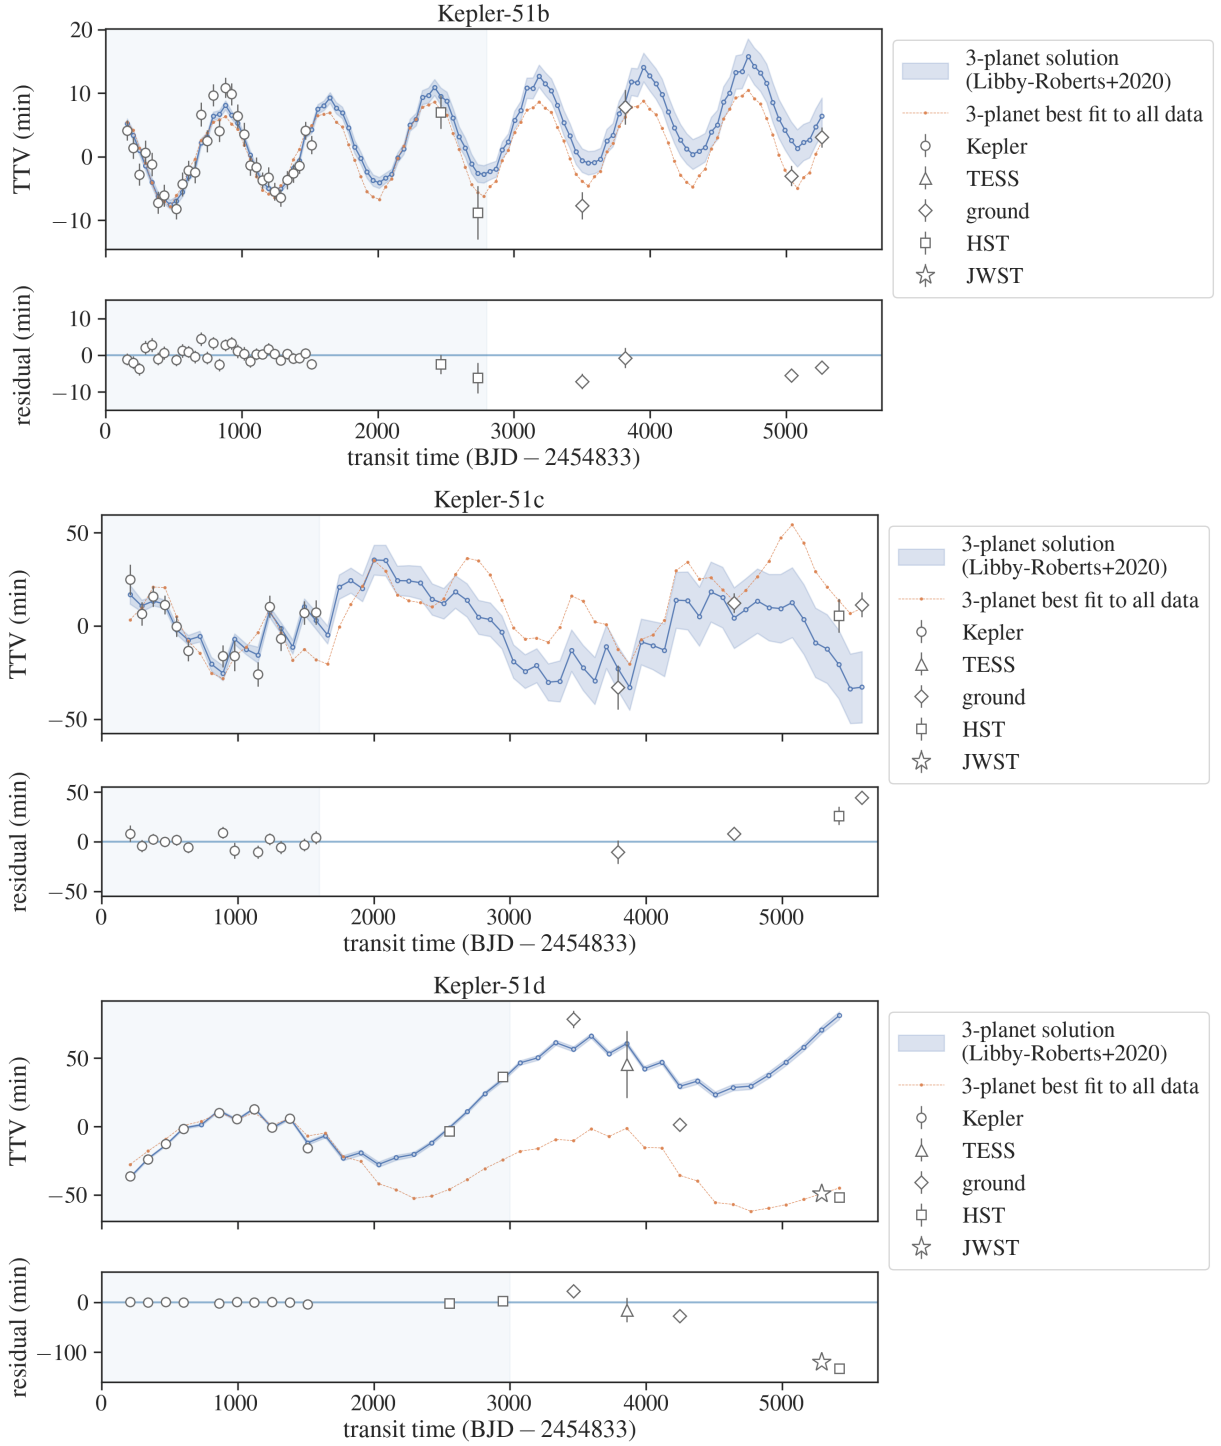 Kepler-51b
20
10
0
−10
TTV (min)
3-planet solution
(Libby-Roberts+2020)
3-planet best fit to all data
Kepler
TESS
ground
HST
JWST
10
0
−10
residual (min)
0 1000 2000 3000 4000 5000
transit time (BJD − 2454833)
Kepler-51c
50
0
−50
TTV (min)
3-planet solution
(Libby-Roberts+2020)
3-planet best fit to all data
Kepler
TESS
ground
HST
JWST
50
0
−50
residual (min)
0 1000 2000 3000 4000 5000
transit time (BJD − 2454833)
Kepler-51d
50
0
−50
TTV (min)
3-planet solution
(Libby-Roberts+2020)
3-planet best fit to all data
Kepler
TESS
ground
HST
JWST
0
−100
residual (min)
0 1000 2000 3000 4000 5000
transit time (BJD − 2454833)